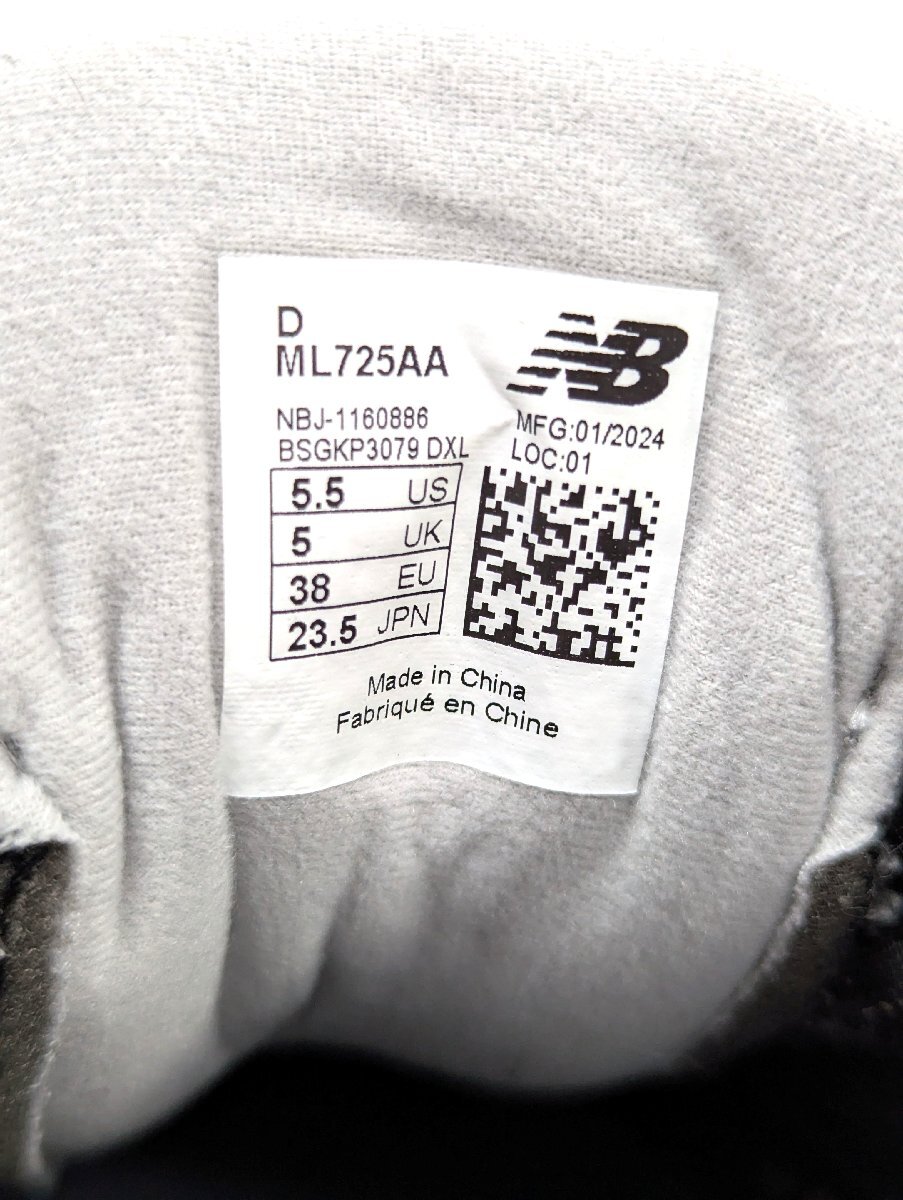 D
ML725AA
NB
NBJ-1160886
MFG:01/2024
BSGKP3079 DXL
LOC:01
5.5 US
5 UK
38 EU
23.5 JPN
Made in China
Fabriqué en Chine